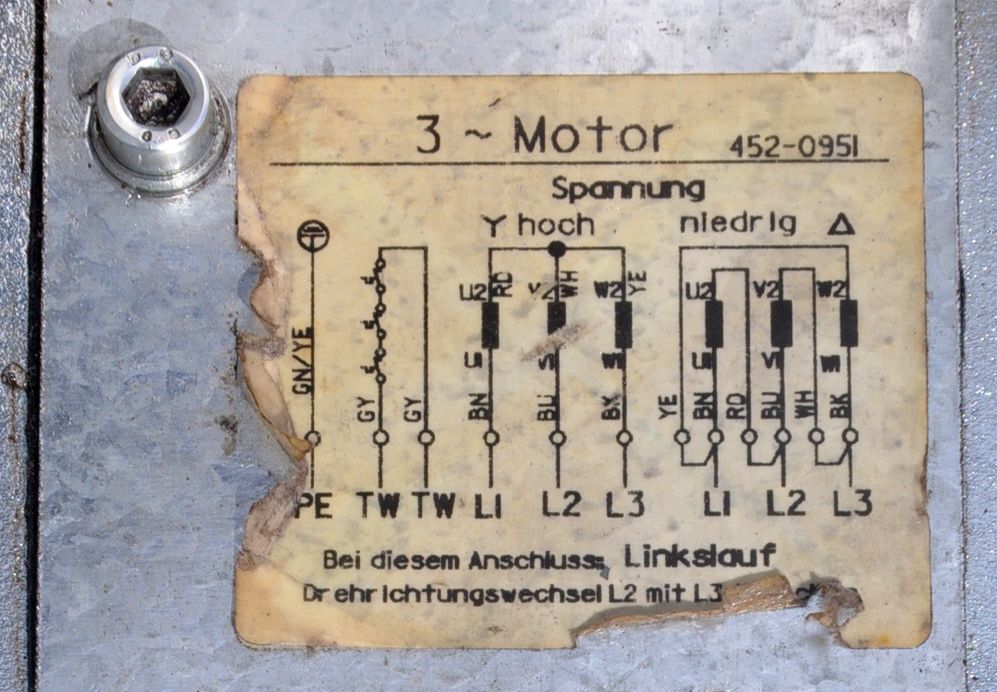 3 ~ Motor 452-0951
Spannung
Y hoch niedrig Δ
U2 RD V2 WH W2 YE U2 V2 W2
GN/YE U1 V1 W1 U1 V1 W1
GY GY BN BU BK YE BN RD BU WH BK
PE TW TW L1 L2 L3 L1 L2 L3
Bei diesem Anschluss: Linkslauf
Drehrichtungswechsel L2 mit L3